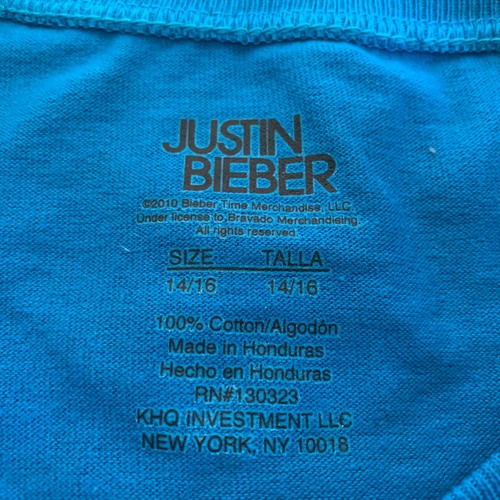 JUSTIN
BIEBER
©2010 Bieber Time Merchandise, LLC
Under license to Bravado Merchandising.
All rights reserved.
SIZE TALLA
14/16 14/16
100% Cotton/Algodón
Made in Honduras
Hecho en Honduras
RN#130323
KHQ INVESTMENT LLC
NEW YORK, NY 10018